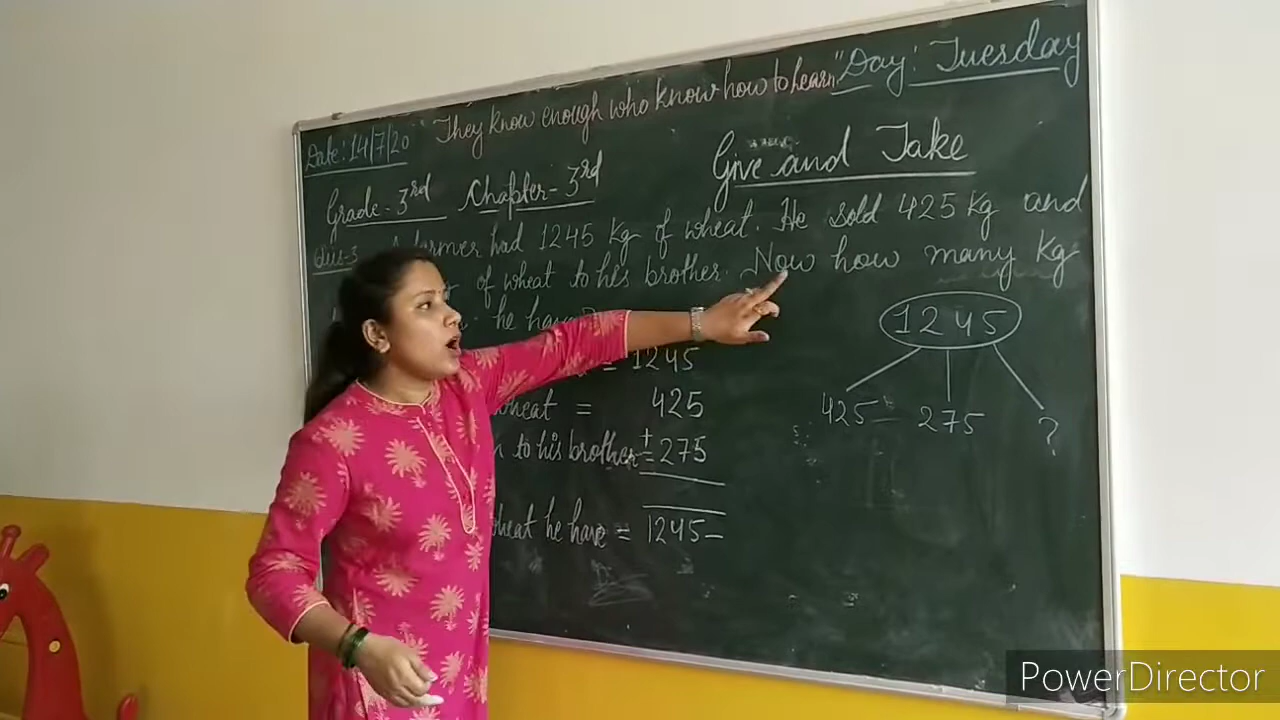 "They know enough who know how to learn" Day: Tuesday
Date: 14/7/20
Give and Take
Grade - 3rd Chapter - 3rd
Qus-3 A farmer had 1245 Kg of wheat. He sold 425 Kg and
of wheat to his brother. Now how many Kg
he have?
= 1245
wheat = 425
to his brother = + 275
wheat he have = 1245 -
1245
425 275 ?
PowerDirector